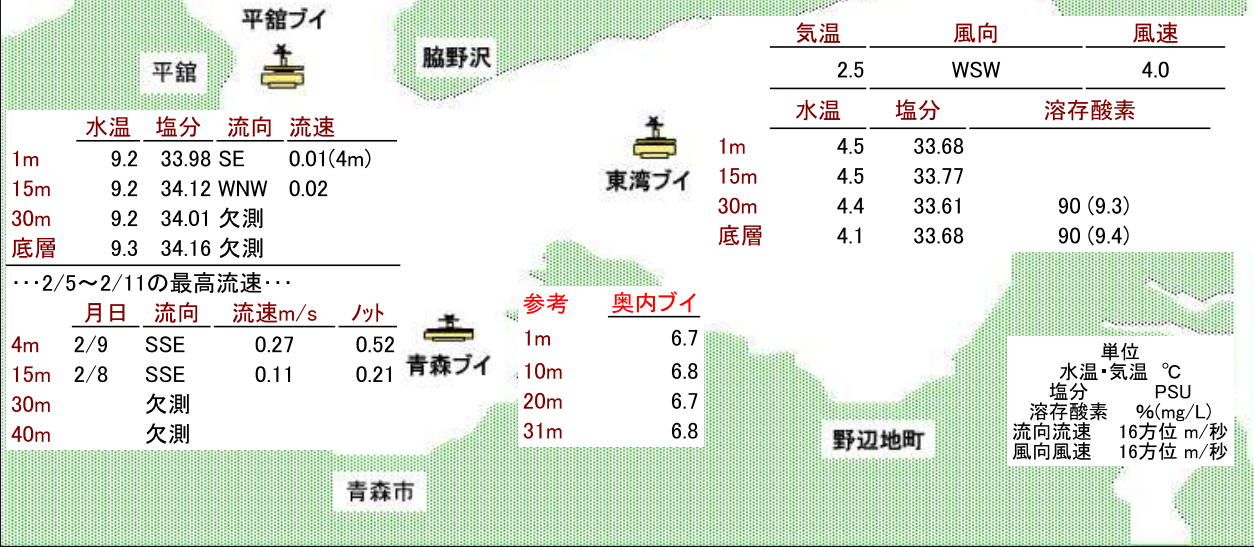 平舘ブイ
平舘
脇野沢
水温 塩分 流向 流速
1m 9.2 33.98 SE 0.01(4m)
15m 9.2 34.12 WNW 0.02
30m 9.2 34.01 欠測
底層 9.3 34.16 欠測
…2/5～2/11の最高流速…
月日 流向 流速m/s ノット
4m 2/9 SSE 0.27 0.52
15m 2/8 SSE 0.11 0.21
30m 欠測
40m 欠測
青森ブイ
青森市
東湾ブイ
気温 風向 風速
2.5 WSW 4.0
水温 塩分 溶存酸素
1m 4.5 33.68
15m 4.5 33.77
30m 4.4 33.61 90 (9.3)
底層 4.1 33.68 90 (9.4)
参考 奥内ブイ
1m 6.7
10m 6.8
20m 6.7
31m 6.8
野辺地町
単位
水温・気温 ℃
塩分 PSU
溶存酸素 %(mg/L)
流向流速 16方位 m/秒
風向風速 16方位 m/秒